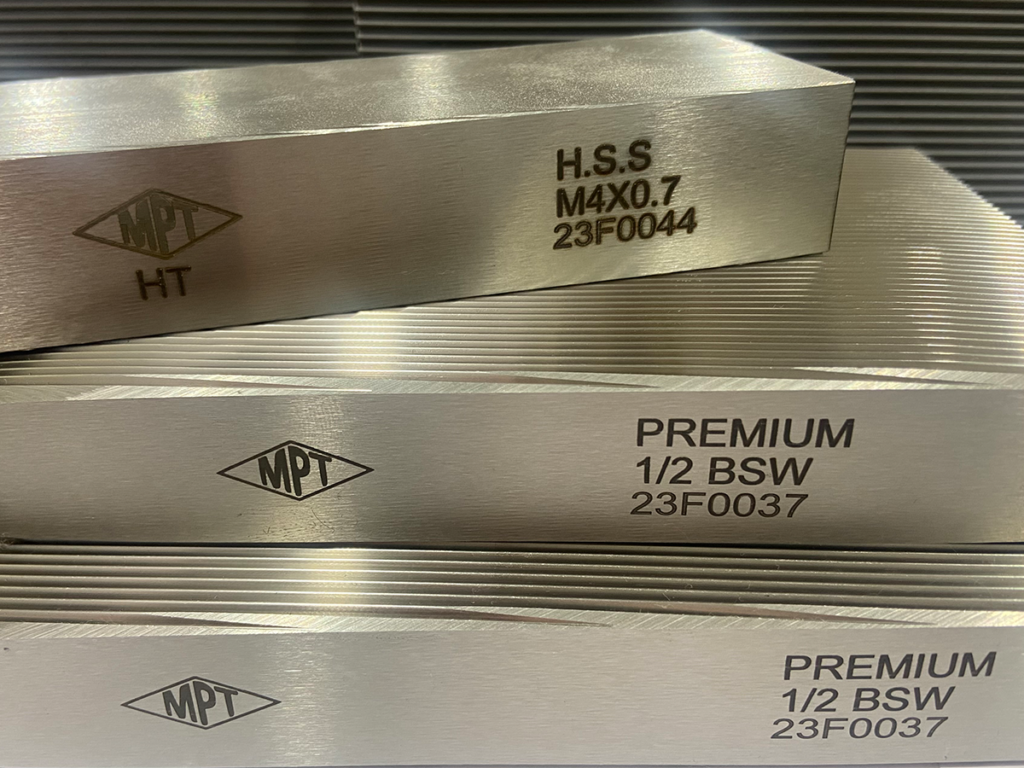 MPT
HT
H.S.S
M4X0.7
23F0044
MPT
PREMIUM
1/2 BSW
23F0037
MPT
PREMIUM
1/2 BSW
23F0037